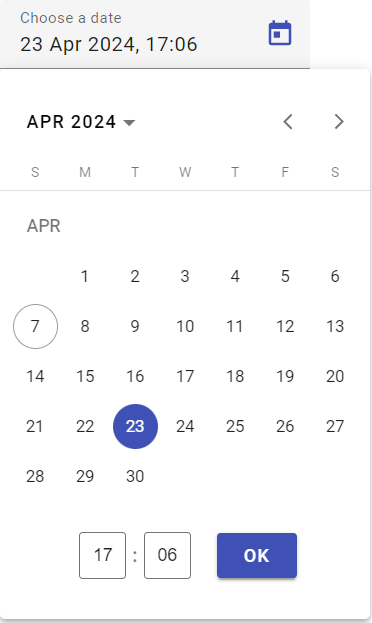 Choose a date
23 Apr 2024, 17:06
APR 2024
S M T W T F S
APR
1 2 3 4 5 6
7 8 9 10 11 12 13
14 15 16 17 18 19 20
21 22 23 24 25 26 27
28 29 30
17 : 06 OK